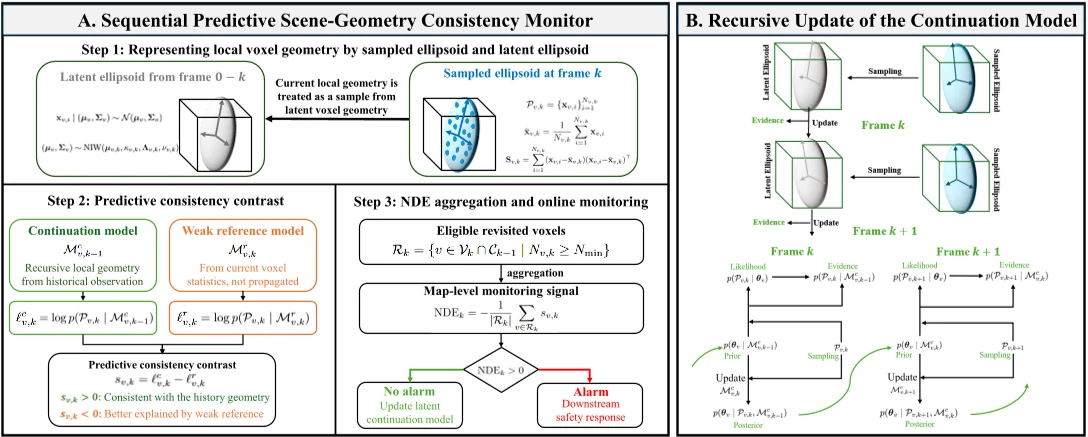 A. Sequential Predictive Scene-Geometry Consistency Monitor
Step 1: Representing local voxel geometry by sampled ellipsoid and latent ellipsoid
Latent ellipsoid from frame 0 − k
x_{v,i} | (μ_v, Σ_v) ∼ N(μ_v, Σ_v)
(μ_v, Σ_v) ∼ NIW(μ_{v,k}, κ_{v,k}, Λ_{v,k}, ν_{v,k})
Current local geometry is
treated as a sample from
latent voxel geometry
Sampled ellipsoid at frame k
P_{v,k} = {x_{v,i}}_{i=1}^{N_{v,k}}
x̄_{v,k} = 1/N_{v,k} ∑_{i=1}^{N_{v,k}} x_{v,i}
S_{v,k} = ∑_{i=1}^{N_{v,k}} (x_{v,i} − x̄_{v,k})(x_{v,i} − x̄_{v,k})^⊤
Step 2: Predictive consistency contrast
Continuation model
M^c_{v,k−1}
Recursive local geometry
from historical observation
Weak reference model
M^r_{v,k}
From current voxel
statistics, not propagated
ℓ^c_{v,k} = log p(P_{v,k} | M^c_{v,k−1})
ℓ^r_{v,k} = log p(P_{v,k} | M^r_{v,k})
Predictive consistency contrast
s_{v,k} = ℓ^c_{v,k} − ℓ^r_{v,k}
s_{v,k} > 0: Consistent with the history geometry
s_{v,k} < 0: Better explained by weak reference
Step 3: NDE aggregation and online monitoring
Eligible revisited voxels
R_k = {v ∈ V_k ∩ C_{k−1} | N_{v,k} ≥ N_min}
aggregation
Map-level monitoring signal
NDE_k = − 1/|R_k| ∑_{v∈R_k} s_{v,k}
NDE_k > 0
No alarm
Update latent
continuation model
Alarm
Downstream
safety response
B. Recursive Update of the Continuation Model
Latent Ellipsoid
Sampling
Sampled Ellipsoid
Evidence
Update
Frame k
Latent Ellipsoid
Sampling
Sampled Ellipsoid
Evidence
Update
Frame k + 1
Frame k
Likelihood
Evidence
p(P_{v,k} | θ_v)
p(P_{v,k} | M^c_{v,k−1})
p(θ_v | M^c_{v,k−1})
P_{v,k}
Prior
Sampling
Update
M^c_{v,k}
p(θ_v | P_{v,k}, M^c_{v,k−1})
Posterior
Frame k + 1
Likelihood
Evidence
p(P_{v,k+1} | θ_v)
p(P_{v,k+1} | M^c_{v,k})
p(θ_v | M^c_{v,k})
P_{v,k+1}
Prior
Sampling
Update
M^c_{v,k+1}
p(θ_v | P_{v,k+1}, M^c_{v,k})
Posterior